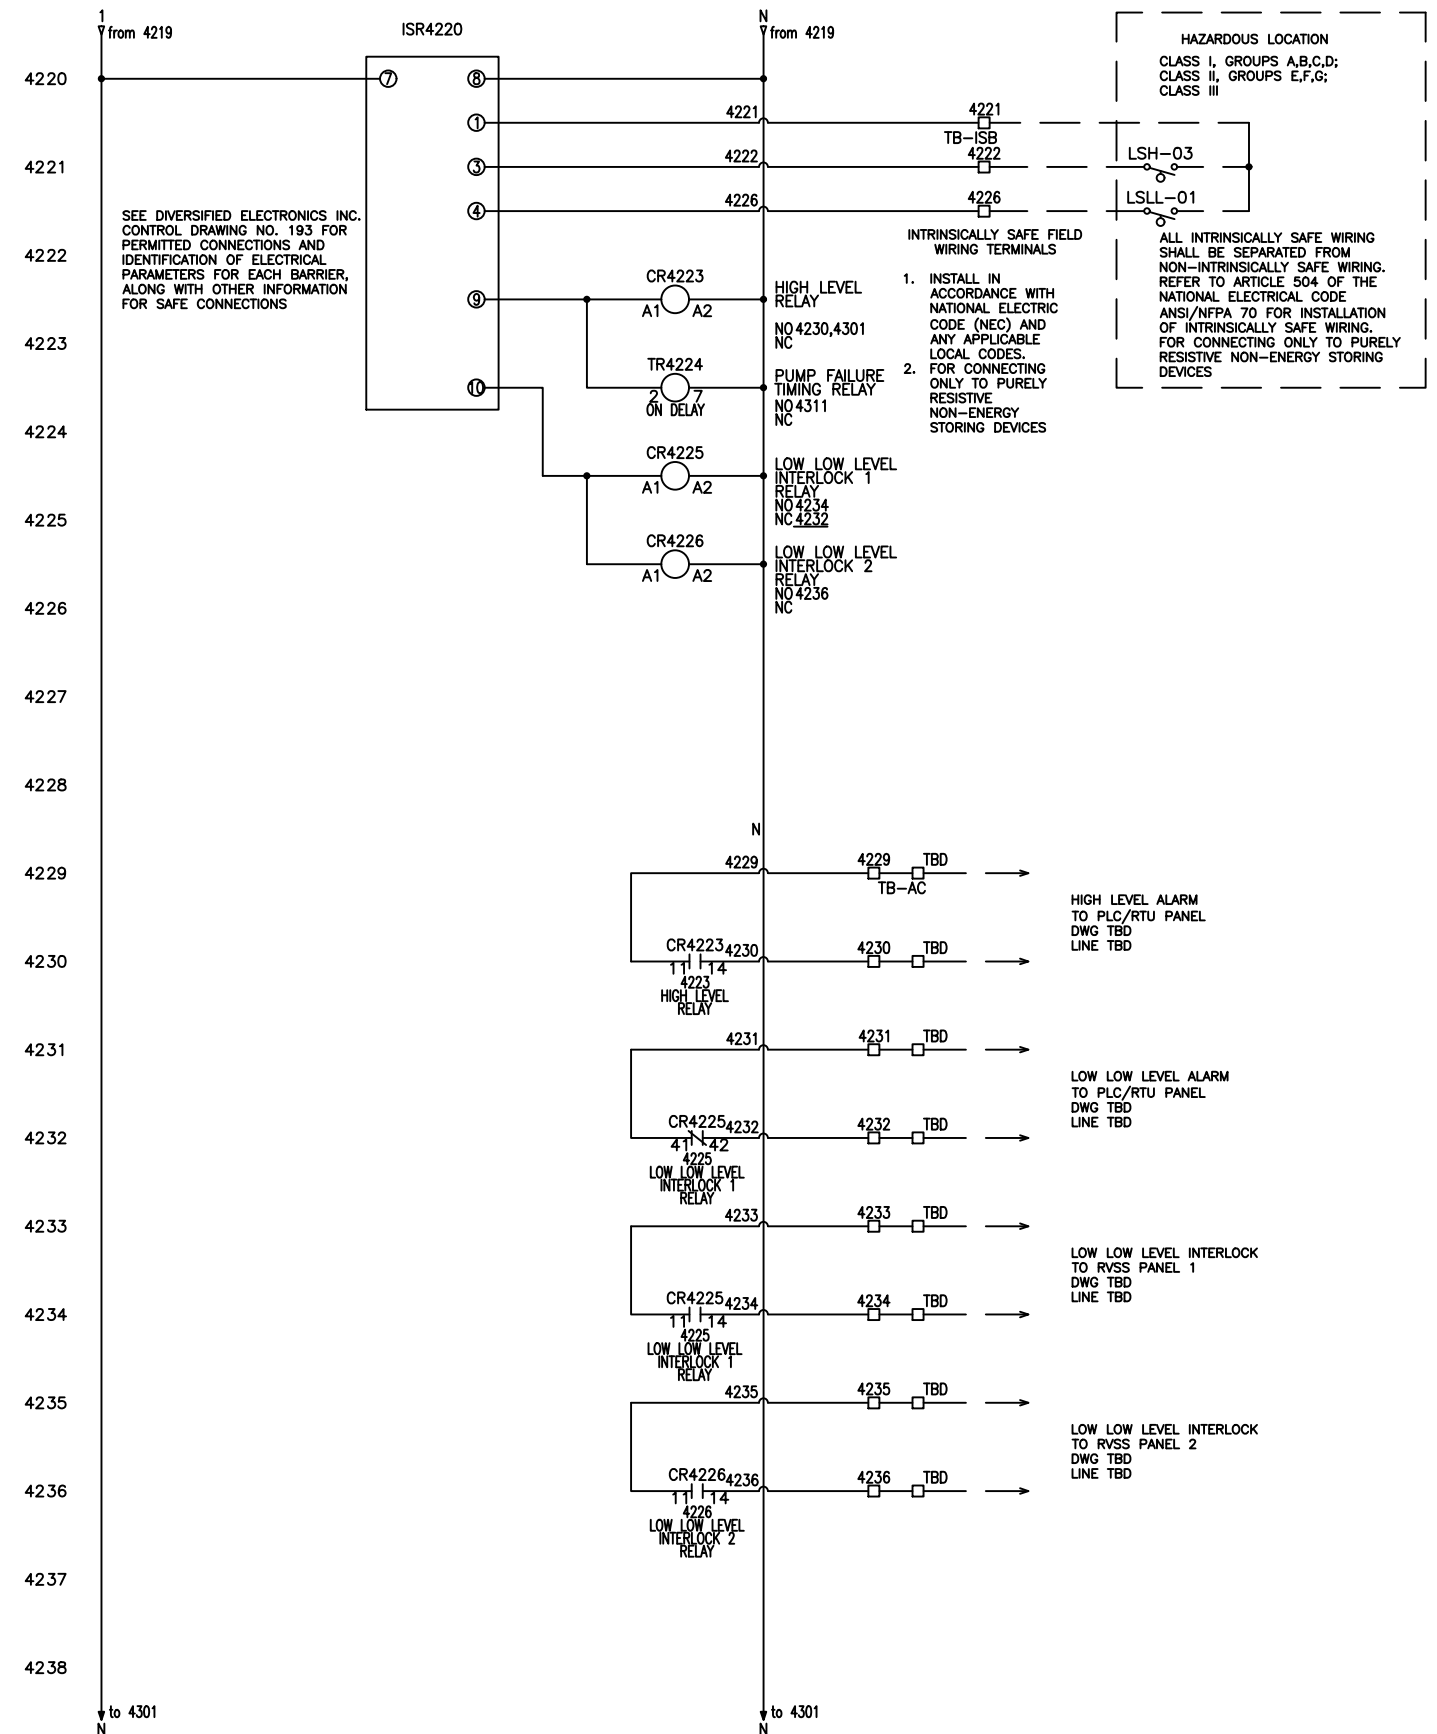 1
from 4219
ISR4220
N
from 4219
4220
7
8
1
3
4
9
10
4221
4221
TB-ISB
4222
4222
4226
4226
HAZARDOUS LOCATION
CLASS I, GROUPS A,B,C,D;
CLASS II, GROUPS E,F,G;
CLASS III
4221
LSH-03
LSLL-01
SEE DIVERSIFIED ELECTRONICS INC.
CONTROL DRAWING NO. 193 FOR
PERMITTED CONNECTIONS AND
IDENTIFICATION OF ELECTRICAL
PARAMETERS FOR EACH BARRIER,
ALONG WITH OTHER INFORMATION
FOR SAFE CONNECTIONS
4222
INTRINSICALLY SAFE FIELD
WIRING TERMINALS
1. INSTALL IN
ACCORDANCE WITH
NATIONAL ELECTRIC
CODE (NEC) AND
ANY APPLICABLE
LOCAL CODES.
2. FOR CONNECTING
ONLY TO PURELY
RESISTIVE
NON-ENERGY
STORING DEVICES
ALL INTRINSICALLY SAFE WIRING
SHALL BE SEPARATED FROM
NON-INTRINSICALLY SAFE WIRING.
REFER TO ARTICLE 504 OF THE
NATIONAL ELECTRICAL CODE
ANSI/NFPA 70 FOR INSTALLATION
OF INTRINSICALLY SAFE WIRING.
FOR CONNECTING ONLY TO PURELY
RESISTIVE NON-ENERGY STORING
DEVICES
CR4223
A1 A2
HIGH LEVEL
RELAY
NO 4230,4301
NC
4223
TR4224
2 7
ON DELAY
PUMP FAILURE
TIMING RELAY
NO 4311
NC
4224
CR4225
A1 A2
LOW LOW LEVEL
INTERLOCK 1
RELAY
NO 4234
NC 4232
4225
CR4226
A1 A2
LOW LOW LEVEL
INTERLOCK 2
RELAY
NO 4236
NC
4226
4227
4228
N
4229
4229
4229
TBD
TB-AC
HIGH LEVEL ALARM
TO PLC/RTU PANEL
DWG TBD
LINE TBD
4230
CR4223
4230
11 14
4223
HIGH LEVEL
RELAY
4230
TBD
4231
4231
4231
TBD
LOW LOW LEVEL ALARM
TO PLC/RTU PANEL
DWG TBD
LINE TBD
4232
CR4225
4232
41 42
4225
LOW LOW LEVEL
INTERLOCK 1
RELAY
4232
TBD
4233
4233
4233
TBD
LOW LOW LEVEL INTERLOCK
TO RVSS PANEL 1
DWG TBD
LINE TBD
4234
CR4225
4234
11 14
4225
LOW LOW LEVEL
INTERLOCK 1
RELAY
4234
TBD
4235
4235
4235
TBD
LOW LOW LEVEL INTERLOCK
TO RVSS PANEL 2
DWG TBD
LINE TBD
4236
CR4226
4236
11 14
4226
LOW LOW LEVEL
INTERLOCK 2
RELAY
4236
TBD
4237
4238
to 4301
N
to 4301
N